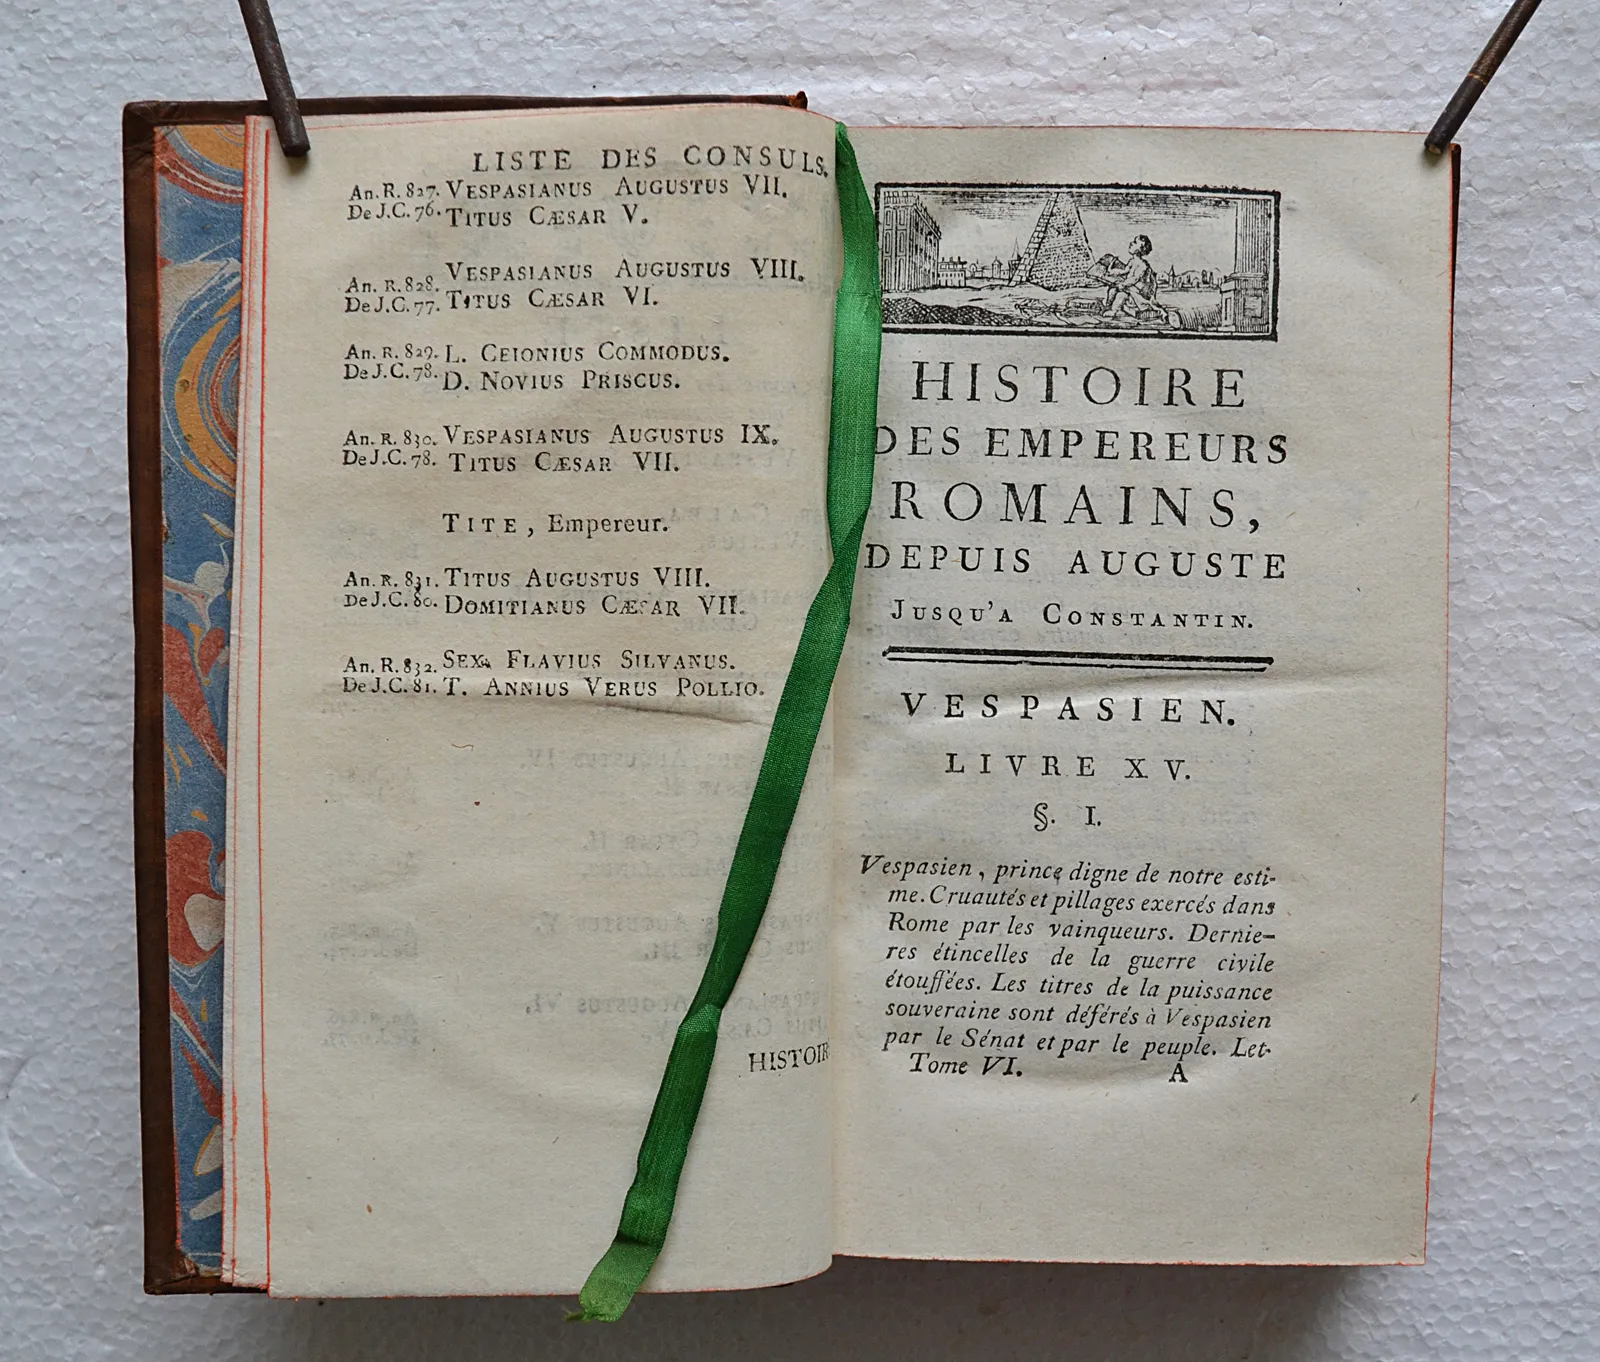 LISTE DES CONSULS.
An. R. 827. VESPASIANUS AUGUSTUS VII.
De J.C. 76. TITUS CÆSAR V.
VESPASIANUS AUGUSTUS VIII.
An. R. 828.
De J.C. 77. TITUS CÆSAR VI.
An. R. 829. L. CEIONIUS COMMODUS.
De J.C. 78. D. NOVIUS PRISCUS.
An. R. 830. VESPASIANUS AUGUSTUS IX.
De J.C. 78. TITUS CÆSAR VII.
TITE, Empereur.
An. R. 831. TITUS AUGUSTUS VIII.
De J.C. 80. DOMITIANUS CÆSAR VII.
An. R. 832. SEX. FLAVIUS SILVANUS.
De J.C. 81. T. ANNIUS VERUS POLLIO.
HISTOIR
HISTOIRE
DES EMPEREURS
ROMAINS,
DEPUIS AUGUSTE
JUSQU'A CONSTANTIN.
VESPASIEN.
LIVRE XV.
§. I.
Vespasien, prince digne de notre esti-
me. Cruautés et pillages exercés dans
Rome par les vainqueurs. Dernie-
res étincelles de la guerre civile
étouffées. Les titres de la puissance
souveraine sont déférés à Vespasien
par le Sénat et par le peuple. Let-
Tome VI. A